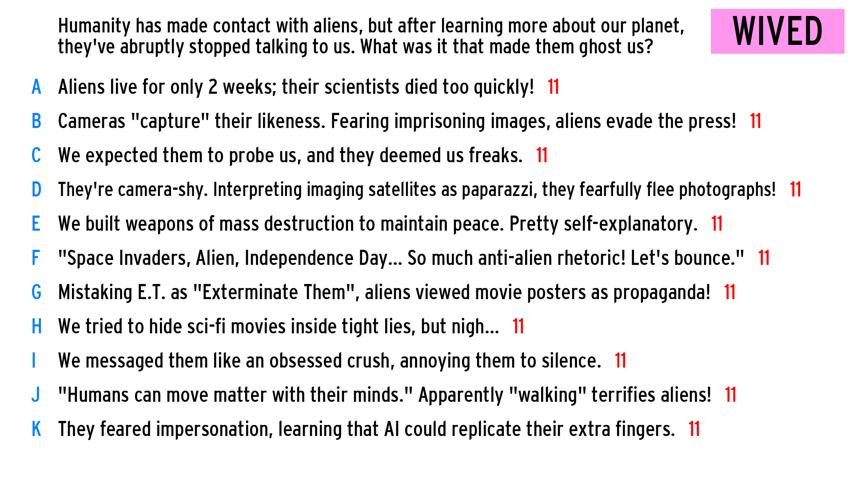 Humanity has made contact with aliens, but after learning more about our planet,
they've abruptly stopped talking to us. What was it that made them ghost us?
WIVED
A Aliens live for only 2 weeks; their scientists died too quickly! 11
B Cameras "capture" their likeness. Fearing imprisoning images, aliens evade the press! 11
C We expected them to probe us, and they deemed us freaks. 11
D They're camera-shy. Interpreting imaging satellites as paparazzi, they fearfully flee photographs! 11
E We built weapons of mass destruction to maintain peace. Pretty self-explanatory. 11
F "Space Invaders, Alien, Independence Day... So much anti-alien rhetoric! Let's bounce." 11
G Mistaking E.T. as "Exterminate Them", aliens viewed movie posters as propaganda! 11
H We tried to hide sci-fi movies inside tight lies, but nigh... 11
I We messaged them like an obsessed crush, annoying them to silence. 11
J "Humans can move matter with their minds." Apparently "walking" terrifies aliens! 11
K They feared impersonation, learning that AI could replicate their extra fingers. 11